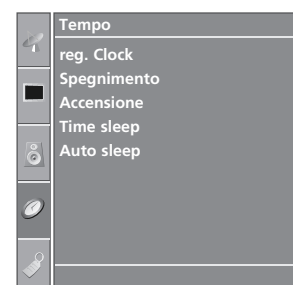 Tempo
reg. Clock
Spegnimento
Accensione
Time sleep
Auto sleep